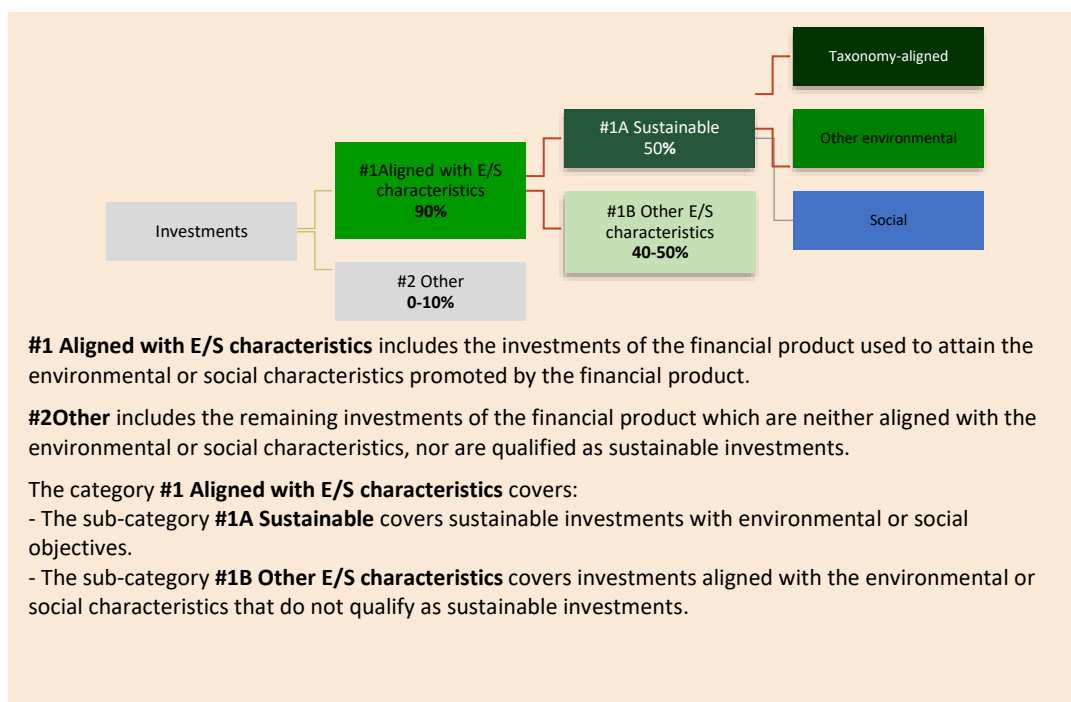 Taxonomy-aligned
#1A Sustainable
50%
Other environmental
#1Aligned with E/S
characteristics
90%
Investments
#1B Other E/S
characteristics
40-50%
Social
#2 Other
0-10%
#1 Aligned with E/S characteristics includes the investments of the financial product used to attain the
environmental or social characteristics promoted by the financial product.
#2Other includes the remaining investments of the financial product which are neither aligned with the
environmental or social characteristics, nor are qualified as sustainable investments.
The category #1 Aligned with E/S characteristics covers:
- The sub-category #1A Sustainable covers sustainable investments with environmental or social
objectives.
- The sub-category #1B Other E/S characteristics covers investments aligned with the environmental or
social characteristics that do not qualify as sustainable investments.